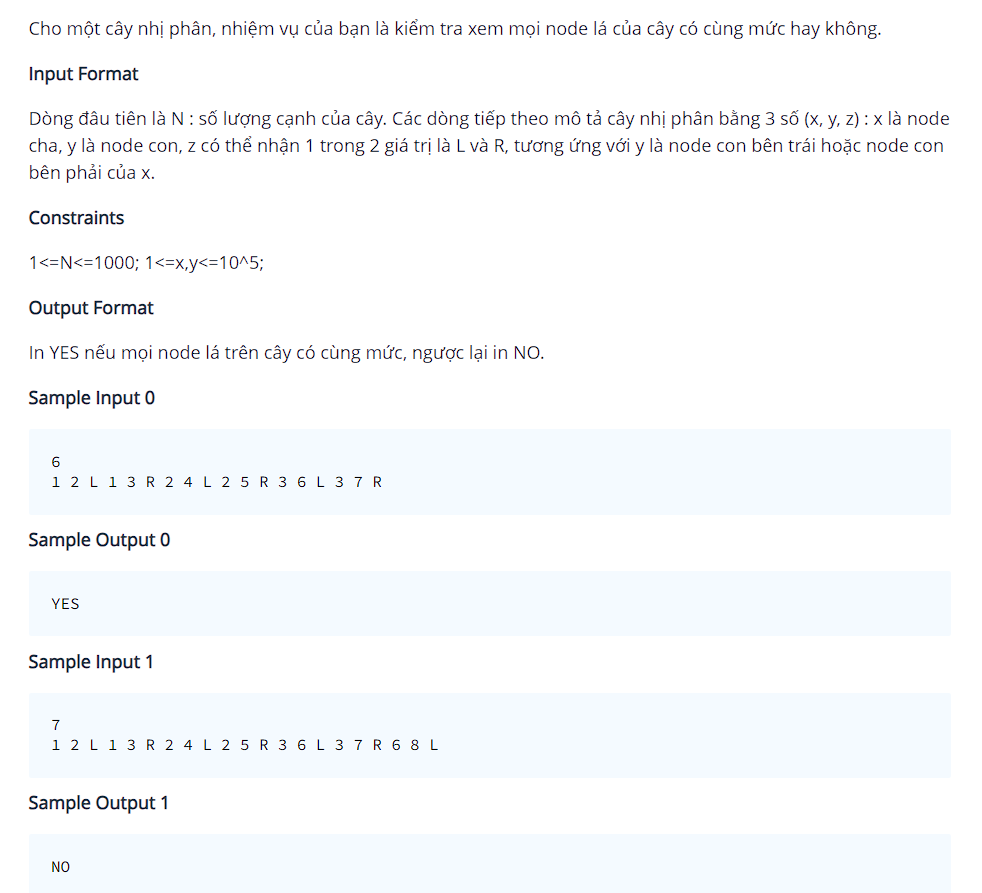 Cho một cây nhị phân, nhiệm vụ của bạn là kiểm tra xem mọi node lá của cây có cùng mức hay không.
Input Format
Dòng đâu tiên là N : số lượng cạnh của cây. Các dòng tiếp theo mô tả cây nhị phân bằng 3 số (x, y, z) : x là node
cha, y là node con, z có thể nhận 1 trong 2 giá trị là L và R, tương ứng với y là node con bên trái hoặc node con
bên phải của x.
Constraints
1<=N<=1000; 1<=x,y<=10^5;
Output Format
In YES nếu mọi node lá trên cây có cùng mức, ngược lại in NO.
Sample Input 0
6
1 2 L 1 3 R 2 4 L 2 5 R 3 6 L 3 7 R
Sample Output 0
YES
Sample Input 1
7
1 2 L 1 3 R 2 4 L 2 5 R 3 6 L 3 7 R 6 8 L
Sample Output 1
NO